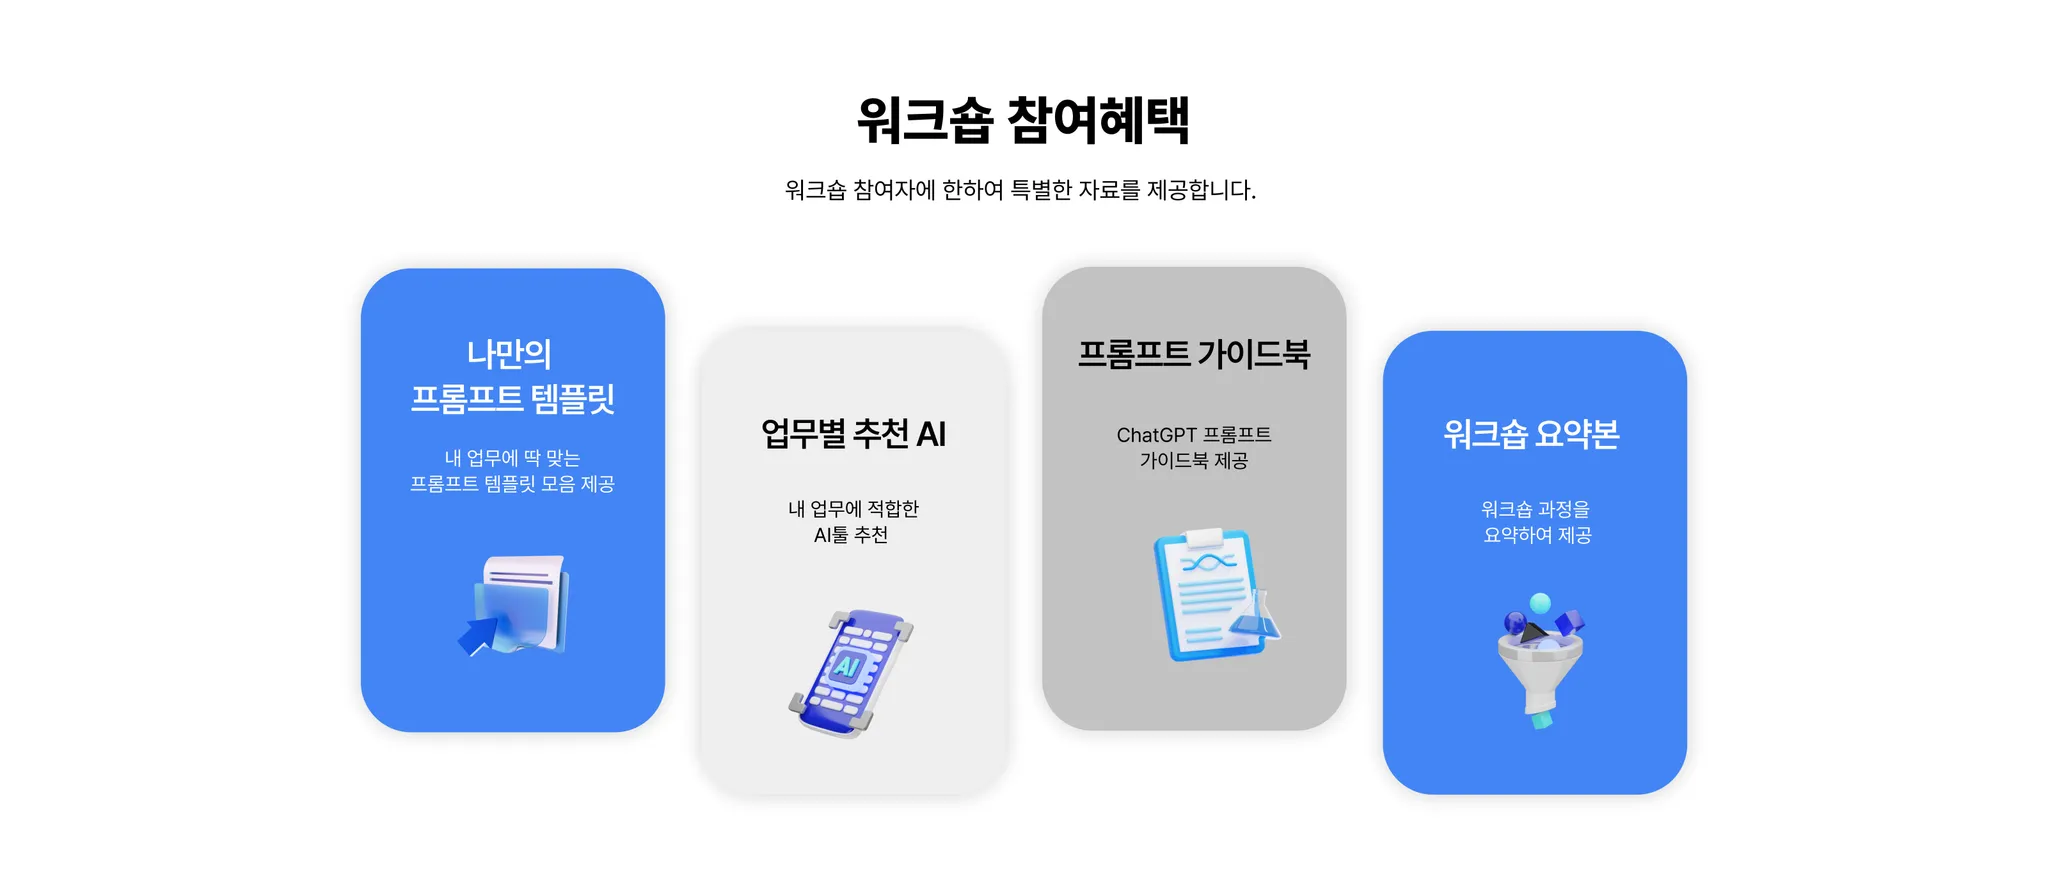 워크숍 참여혜택
워크숍 참여자에 한하여 특별한 자료를 제공합니다.
나만의
프롬프트 템플릿
내 업무에 딱 맞는
프롬프트 템플릿 모음 제공
업무별 추천 AI
내 업무에 적합한
AI툴 추천
AI
프롬프트 가이드북
ChatGPT 프롬프트
가이드북 제공
워크숍 요약본
워크숍 과정을
요약하여 제공